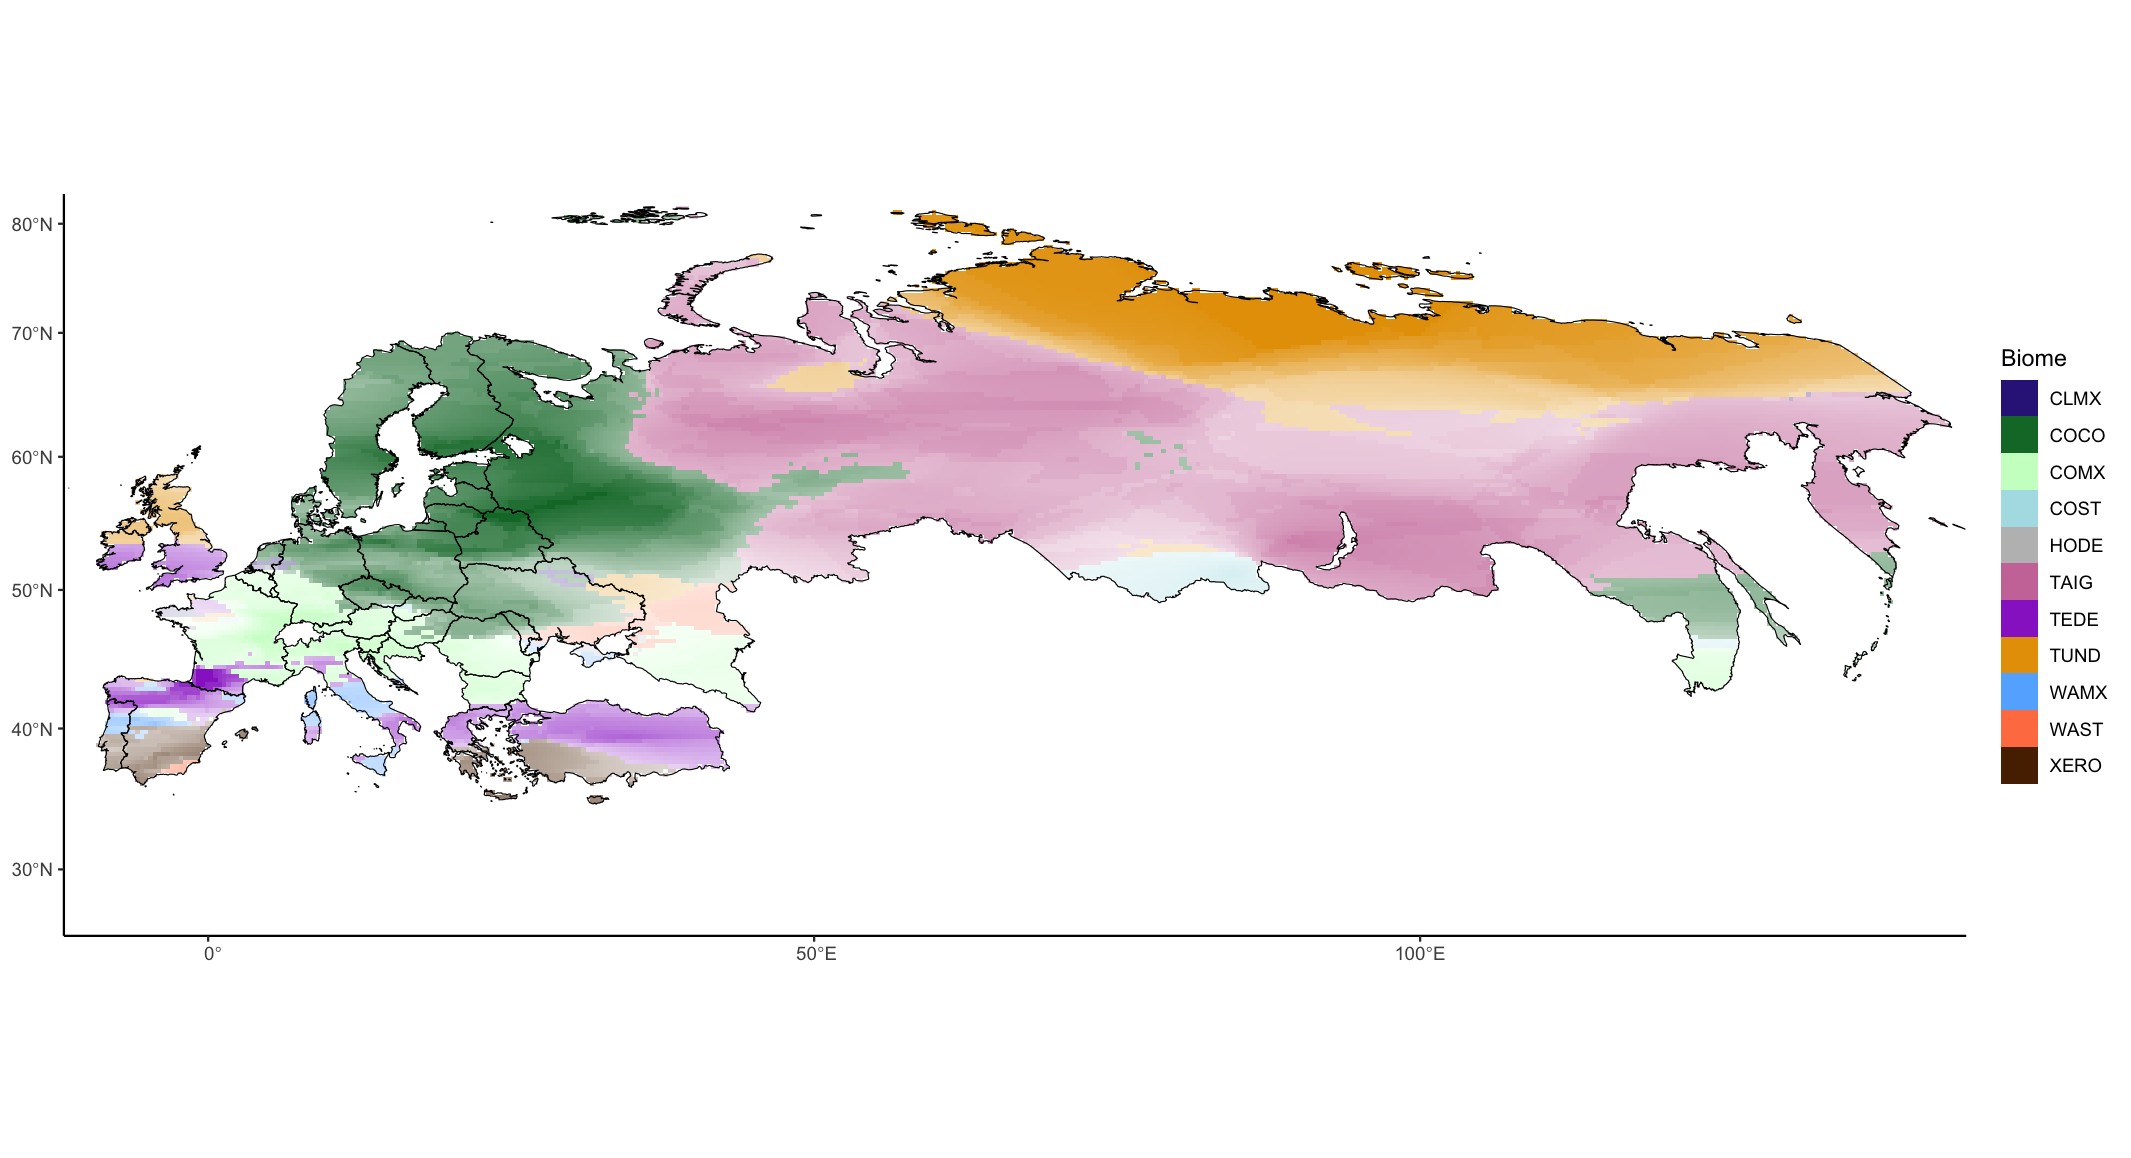 80°N
70°N
60°N
50°N
40°N
30°N
0°
50°E
100°E
Biome
CLMX
COCO
COMX
COST
HODE
TAIG
TEDE
TUND
WAMX
WAST
XERO